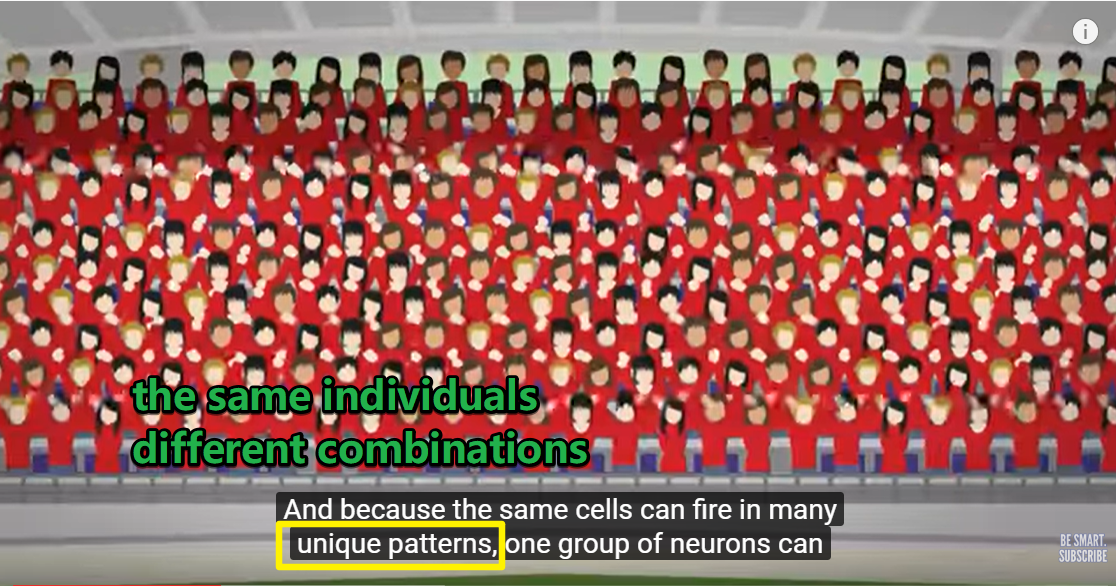 i
the same individuals
different combinations
And because the same cells can fire in many
unique patterns, one group of neurons can
BE SMART.
SUBSCRIBE